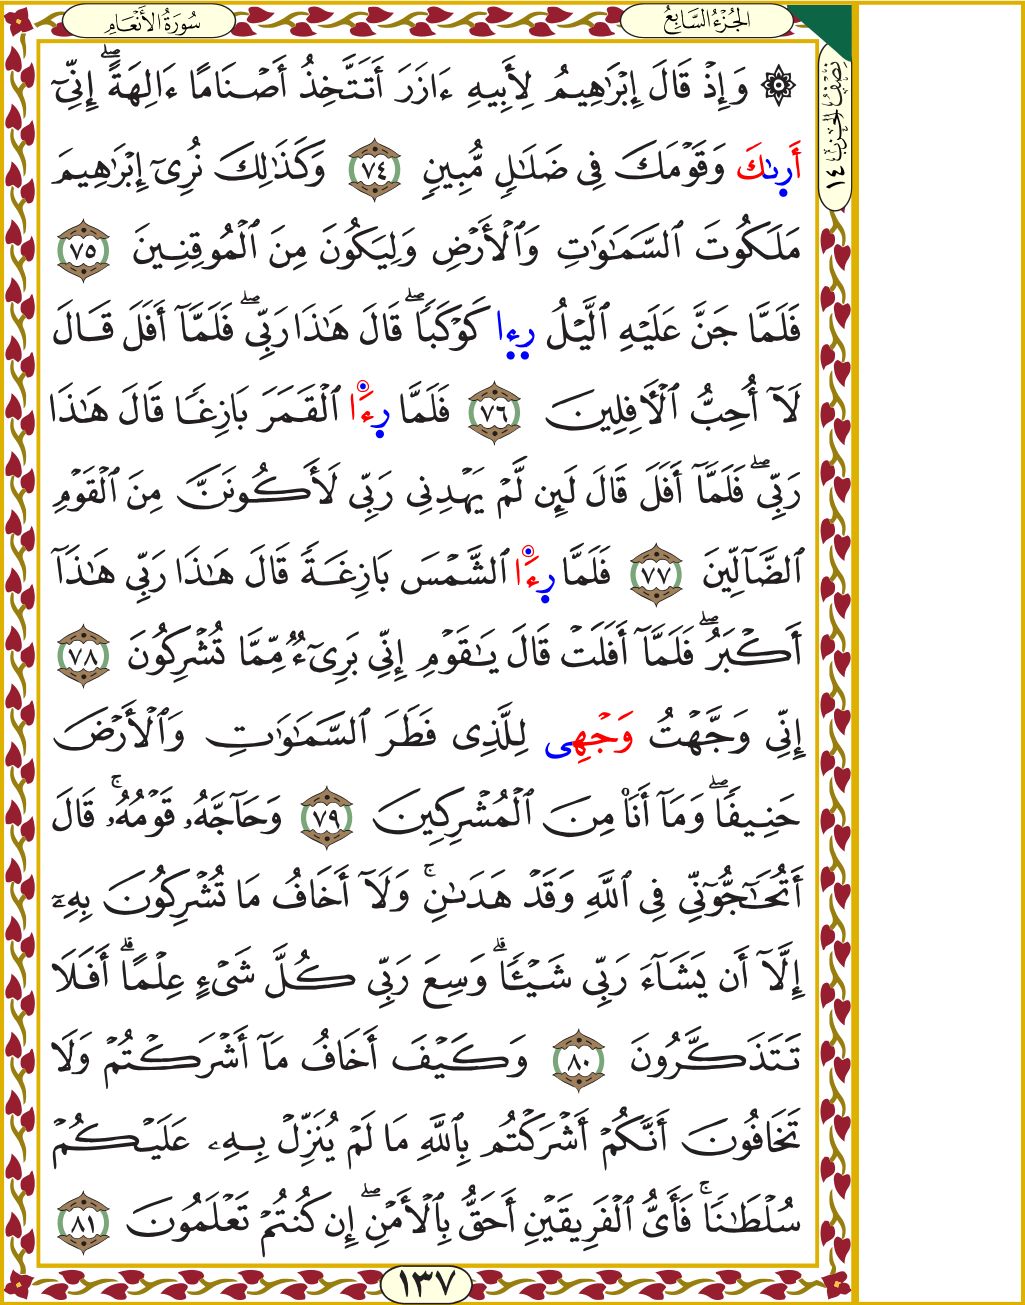 سُورَةُ الأَنْعَامِ
الجُزْءُ السَّابِعُ
نِصْفُ الحِزْبِ ١٤
۞ وَإِذْ قَالَ إِبْرَٰهِيمُ لِأَبِيهِ ءَازَرَ أَتَتَّخِذُ أَصْنَامًا ءَالِهَةًۖ إِنِّيٓ
أَرِىٰكَ وَقَوْمَكَ فِى ضَلَٰلٍ مُّبِينٍ ٧٤ وَكَذَٰلِكَ نُرِىٓ إِبْرَٰهِيمَ
مَلَكُوتَ ٱلسَّمَٰوَٰتِ وَٱلْأَرْضِ وَلِيَكُونَ مِنَ ٱلْمُوقِنِينَ ٧٥
فَلَمَّا جَنَّ عَلَيْهِ ٱلَّيْلُ رِءا كَوْكَبًاۖ قَالَ هَٰذَا رَبِّىۖ فَلَمَّآ أَفَلَ قَالَ
لَآ أُحِبُّ ٱلْأٓفِلِينَ ٧٦ فَلَمَّا رِءَا ٱلْقَمَرَ بَازِغًا قَالَ هَٰذَا
رَبِّىۖ فَلَمَّآ أَفَلَ قَالَ لَئِن لَّمْ يَهْدِنِى رَبِّى لَأَكُونَنَّ مِنَ ٱلْقَوْمِ
ٱلضَّآلِّينَ ٧٧ فَلَمَّا رِءَا ٱلشَّمْسَ بَازِغَةً قَالَ هَٰذَا رَبِّى هَٰذَآ
أَكْبَرُۖ فَلَمَّآ أَفَلَتْ قَالَ يَٰقَوْمِ إِنِّى بَرِىٓءٌ مِّمَّا تُشْرِكُونَ ٧٨
إِنِّى وَجَّهْتُ وَجْهِى لِلَّذِى فَطَرَ ٱلسَّمَٰوَٰتِ وَٱلْأَرْضَ
حَنِيفًاۖ وَمَآ أَنَا۠ مِنَ ٱلْمُشْرِكِينَ ٧٩ وَحَآجَّهُۥ قَوْمُهُۥۚ قَالَ
أَتُحَٰٓجُّوٓنِّى فِى ٱللَّهِ وَقَدْ هَدَىٰنِۚ وَلَآ أَخَافُ مَا تُشْرِكُونَ بِهِۦٓ
إِلَّآ أَن يَشَآءَ رَبِّى شَيْـًٔاۗ وَسِعَ رَبِّى كُلَّ شَىْءٍ عِلْمًاۗ أَفَلَا
تَتَذَكَّرُونَ ٨٠ وَكَيْفَ أَخَافُ مَآ أَشْرَكْتُمْ وَلَا
تَخَافُونَ أَنَّكُمْ أَشْرَكْتُم بِٱللَّهِ مَا لَمْ يُنَزِّلْ بِهِۦ عَلَيْكُمْ
سُلْطَٰنًاۚ فَأَىُّ ٱلْفَرِيقَيْنِ أَحَقُّ بِٱلْأَمْنِۖ إِن كُنتُمْ تَعْلَمُونَ ٨١
١٣٧